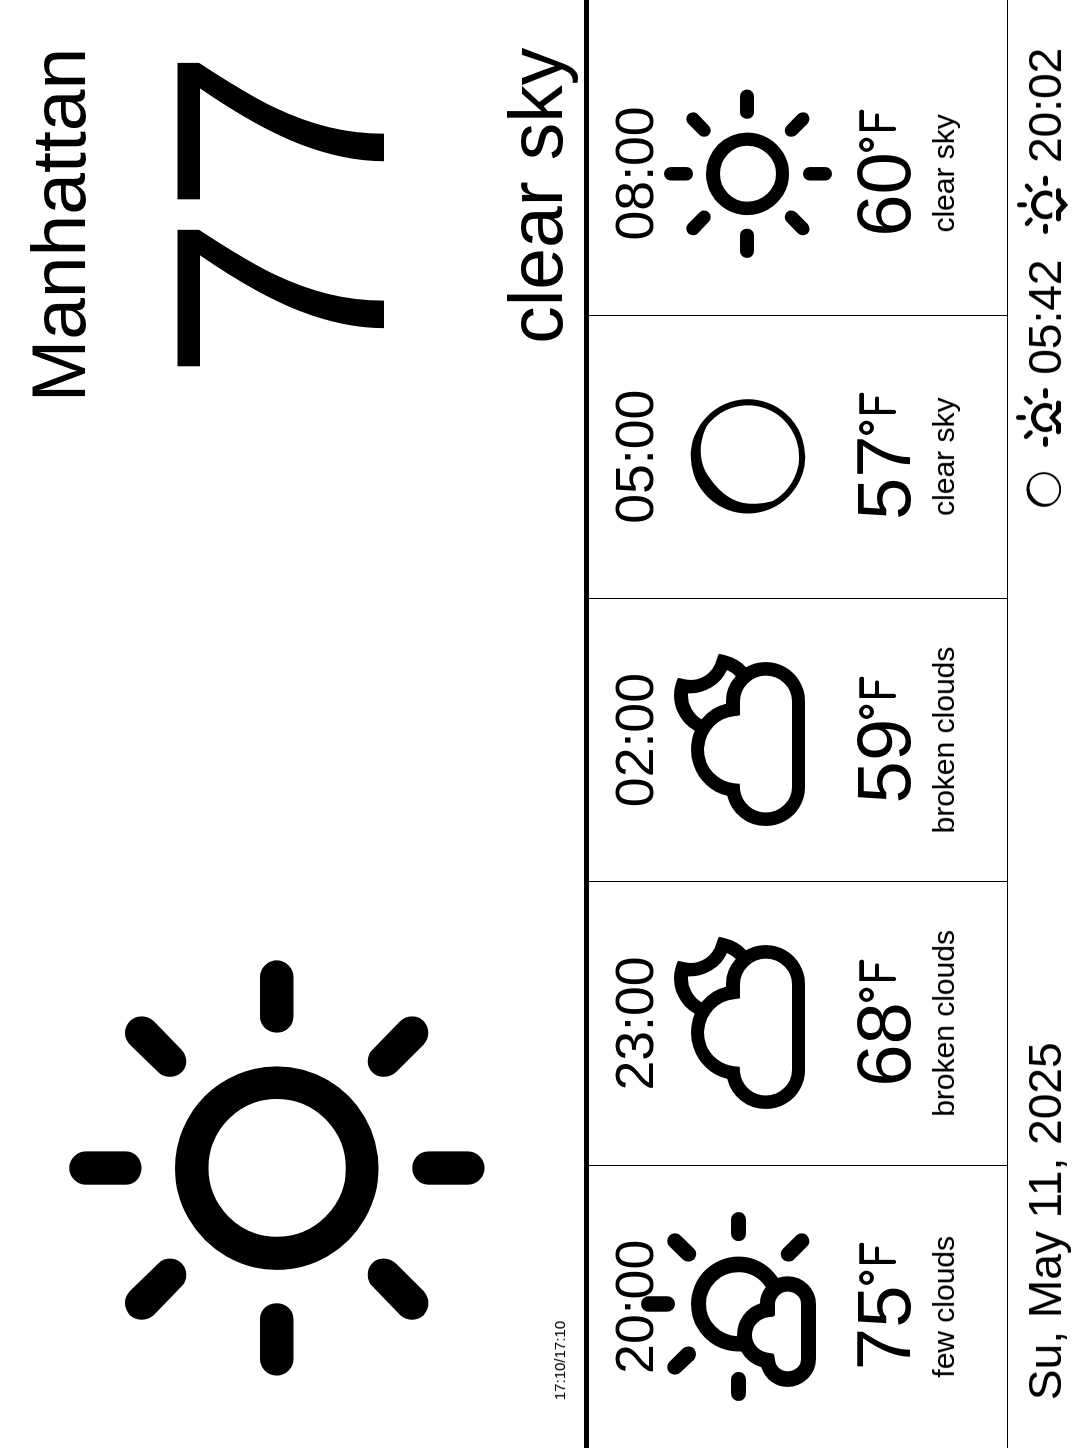 Manhattan
77
clear sky
17:10/17:10
20:00
75°F
few clouds
23:00
68°F
broken clouds
02:00
59°F
broken clouds
05:00
57°F
clear sky
08:00
60°F
clear sky
Su, May 11, 2025
05:42
20:02